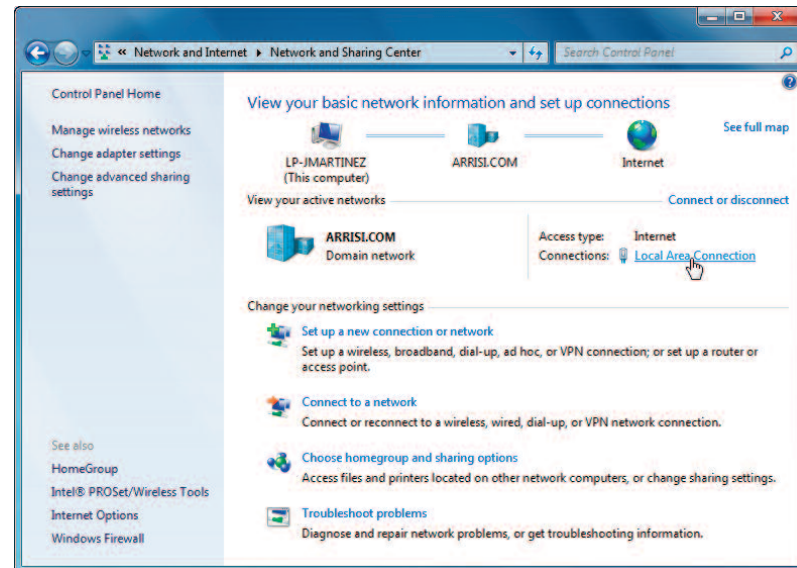 « Network and Internet ▸ Network and Sharing Center
Search Control Panel
Control Panel Home
Manage wireless networks
Change adapter settings
Change advanced sharing
settings
See also
HomeGroup
Intel® PROSet/Wireless Tools
Internet Options
Windows Firewall
View your basic network information and set up connections
See full map
LP-JMARTINEZ
(This computer)
ARRISI.COM
Internet
View your active networks
Connect or disconnect
ARRISI.COM
Domain network
Access type: Internet
Connections: Local Area Connection
Change your networking settings
Set up a new connection or network
Set up a wireless, broadband, dial-up, ad hoc, or VPN connection; or set up a router or
access point.
Connect to a network
Connect or reconnect to a wireless, wired, dial-up, or VPN network connection.
Choose homegroup and sharing options
Access files and printers located on other network computers, or change sharing settings.
Troubleshoot problems
Diagnose and repair network problems, or get troubleshooting information.